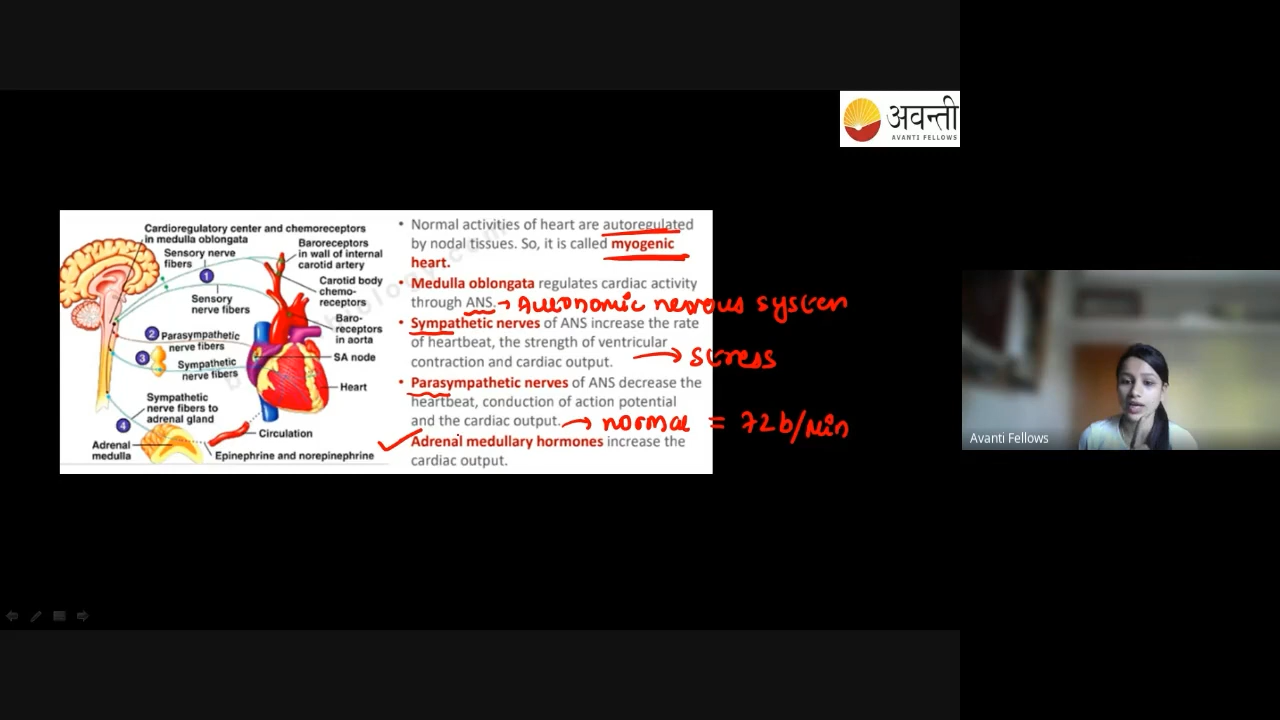 अवन्ती
AVANTI FELLOWS
Cardioregulatory center and chemoreceptors
in medulla oblongata
Sensory nerve
fibers
1
Baroreceptors
in wall of internal
carotid artery
Carotid body
chemo-
receptors
Sensory
nerve fibers
Baro-
receptors
in aorta
2 Parasympathetic
nerve fibers
3
Sympathetic
nerve fibers
SA node
Heart
Sympathetic
nerve fibers to
adrenal gland
4
Circulation
Adrenal
medulla
Epinephrine and norepinephrine
• Normal activities of heart are autoregulated
by nodal tissues. So, it is called myogenic
heart.
• Medulla oblongata regulates cardiac activity
through ANS. → Autonomic nervous system
• Sympathetic nerves of ANS increase the rate
of heartbeat, the strength of ventricular
contraction and cardiac output. → stress
• Parasympathetic nerves of ANS decrease the
heartbeat, conduction of action potential
and the cardiac output. → normal = 72b/min
Adrenal medullary hormones increase the
cardiac output.
Avanti Fellows